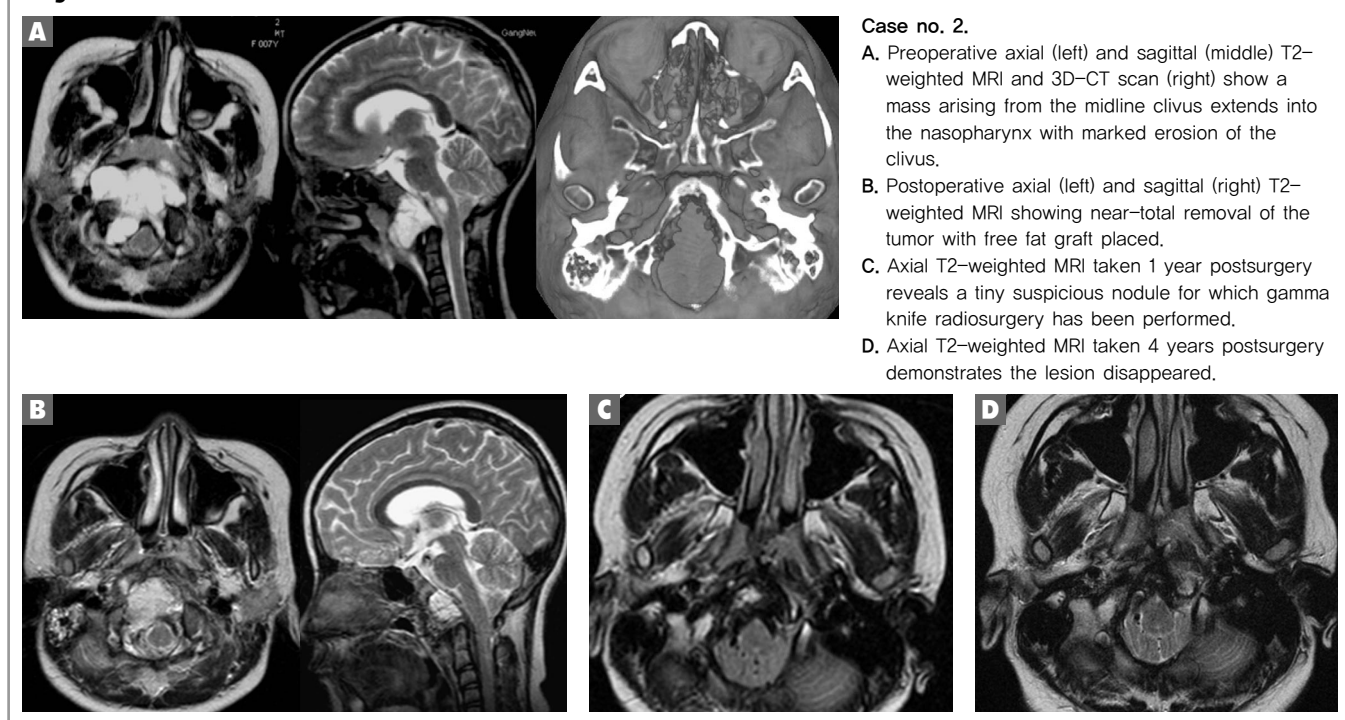 A
2
MT
F 007Y
GangNeu
Case no. 2.
A. Preoperative axial (left) and sagittal (middle) T2-
weighted MRI and 3D-CT scan (right) show a
mass arising from the midline clivus extends into
the nasopharynx with marked erosion of the
clivus.
B. Postoperative axial (left) and sagittal (right) T2-
weighted MRI showing near-total removal of the
tumor with free fat graft placed.
C. Axial T2-weighted MRI taken 1 year postsurgery
reveals a tiny suspicious nodule for which gamma
knife radiosurgery has been performed.
D. Axial T2-weighted MRI taken 4 years postsurgery
demonstrates the lesion disappeared.
B
C
D